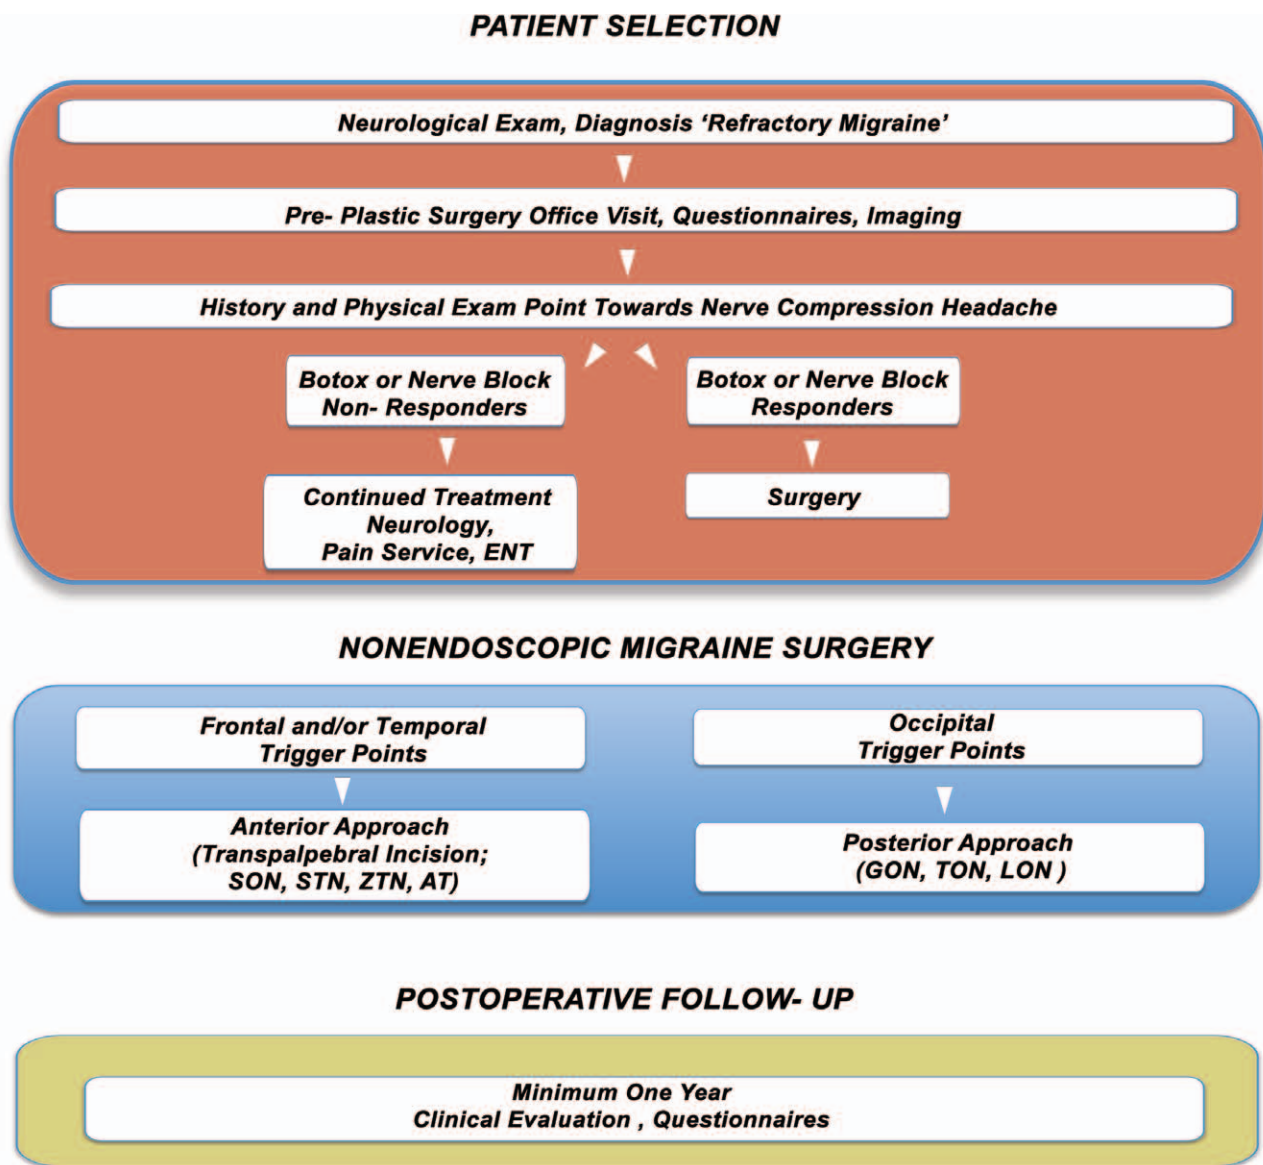 PATIENT SELECTION
Neurological Exam, Diagnosis ‘Refractory Migraine’
Pre- Plastic Surgery Office Visit, Questionnaires, Imaging
History and Physical Exam Point Towards Nerve Compression Headache
Botox or Nerve Block
Non- Responders
Botox or Nerve Block
Responders
Continued Treatment
Neurology,
Pain Service, ENT
Surgery
NONENDOSCOPIC MIGRAINE SURGERY
Frontal and/or Temporal
Trigger Points
Occipital
Trigger Points
Anterior Approach
(Transpalpebral Incision;
SON, STN, ZTN, AT)
Posterior Approach
(GON, TON, LON )
POSTOPERATIVE FOLLOW- UP
Minimum One Year
Clinical Evaluation , Questionnaires